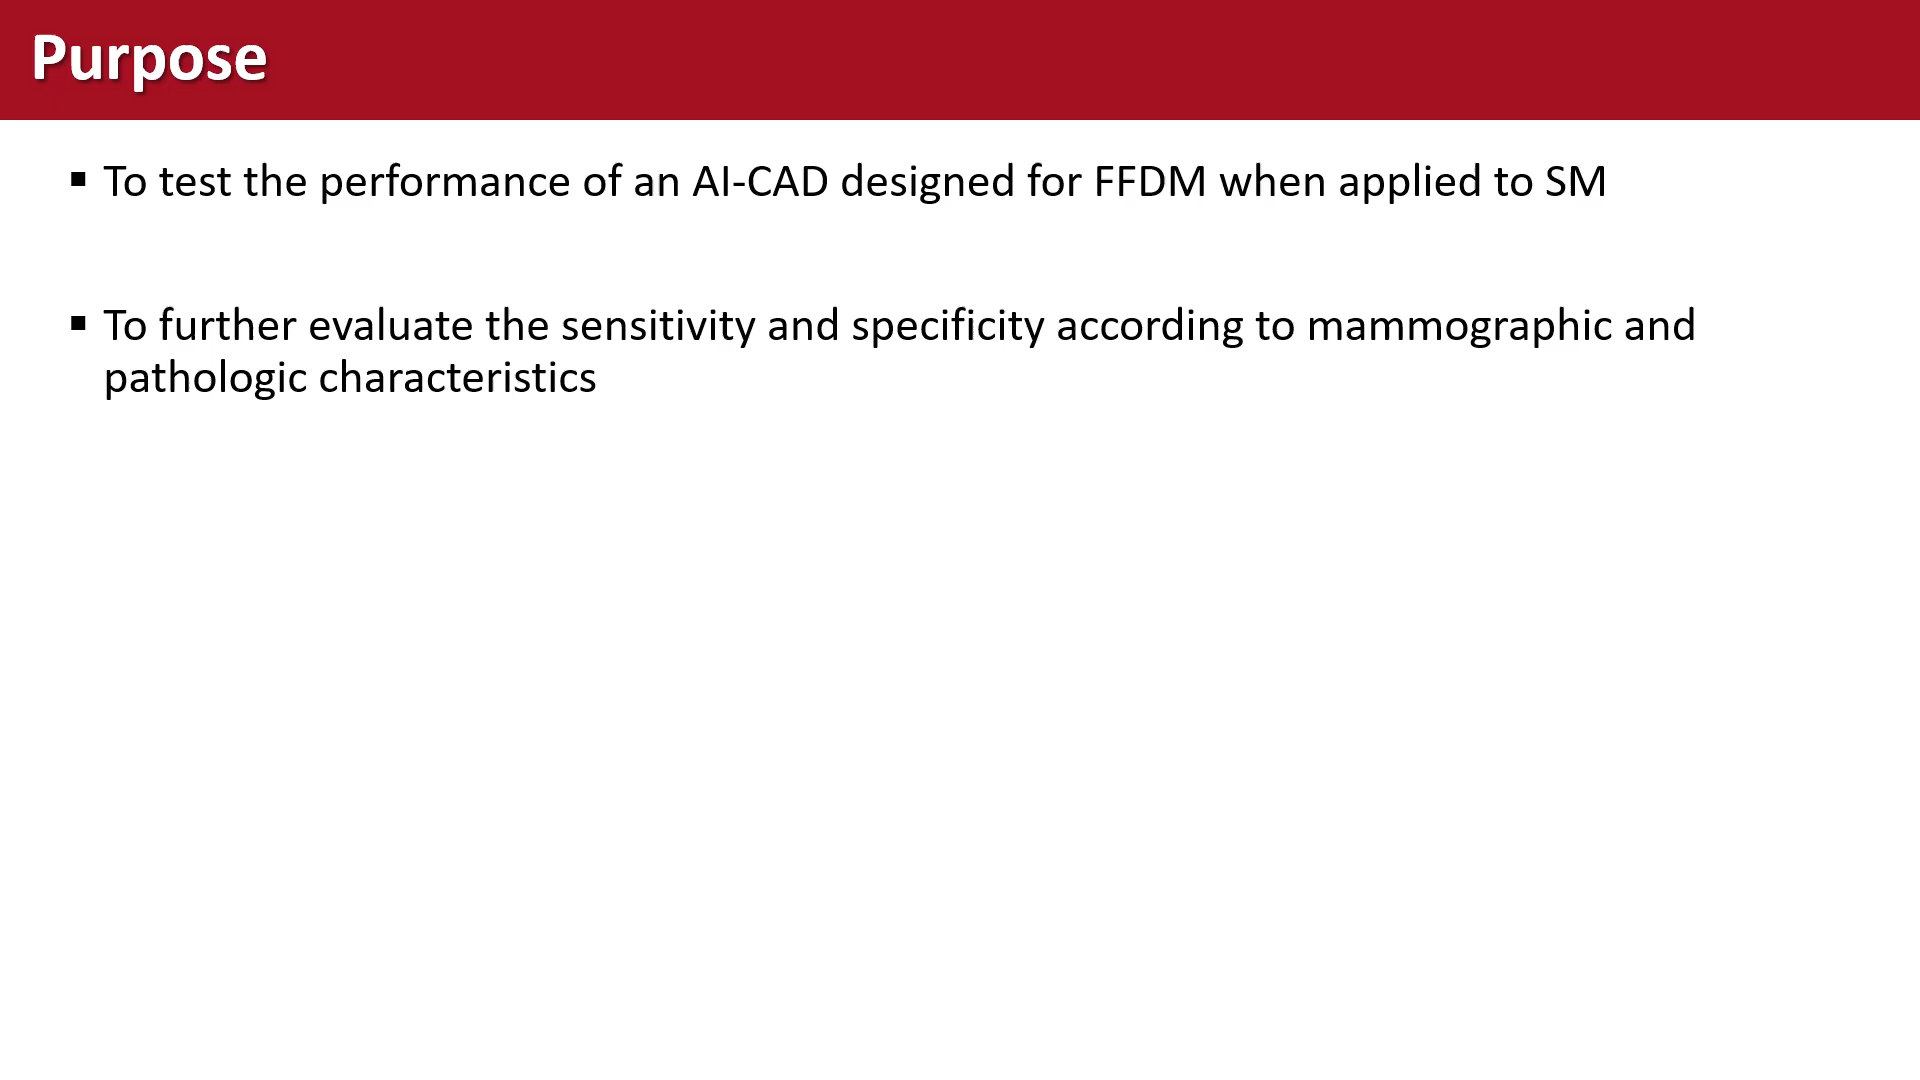 Purpose
▪ To test the performance of an AI-CAD designed for FFDM when applied to SM
▪ To further evaluate the sensitivity and specificity according to mammographic and
pathologic characteristics